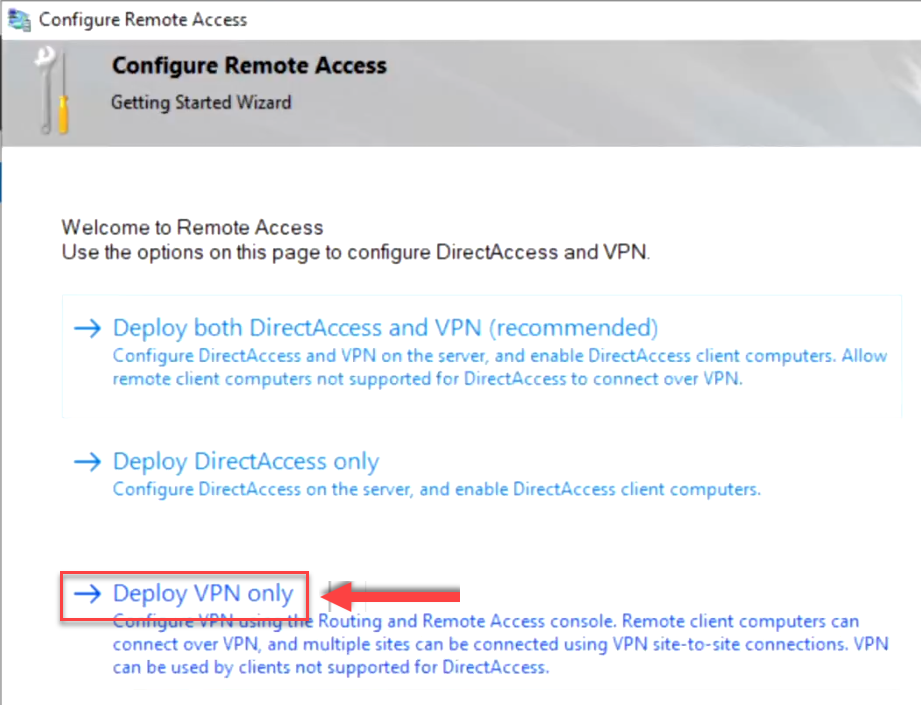 Configure Remote Access
Configure Remote Access
Getting Started Wizard
Welcome to Remote Access
Use the options on this page to configure DirectAccess and VPN.
Deploy both DirectAccess and VPN (recommended)
Configure DirectAccess and VPN on the server, and enable DirectAccess client computers. Allow
remote client computers not supported for DirectAccess to connect over VPN.
Deploy DirectAccess only
Configure DirectAccess on the server, and enable DirectAccess client computers.
Deploy VPN only
Configure VPN using the Routing and Remote Access console. Remote client computers can
connect over VPN, and multiple sites can be connected using VPN site-to-site connections. VPN
can be used by clients not supported for DirectAccess.